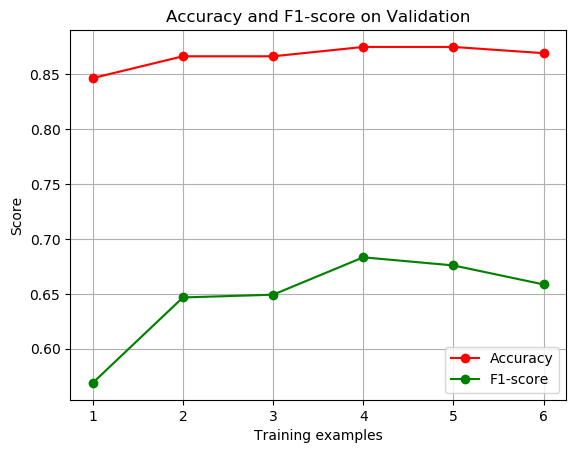 Accuracy and F1-score on Validation
0.85
0.80
0.75
0.70
0.65
0.60
Score
1 2 3 4 5 6
Training examples
Accuracy
F1-score